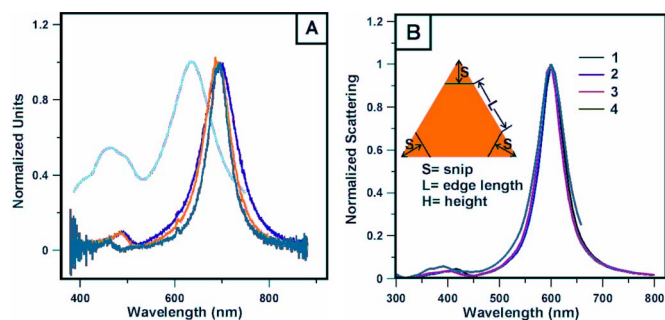 A
Normalized Units
1.2
0.8
0.4
0
400
600
800
Wavelength (nm)
B
Normalized Scattering
1
0.8
0.6
0.4
0.2
0
300
400
500
600
700
800
Wavelength (nm)
S
L
S
S
S= snip
L= edge length
H= height
1
2
3
4